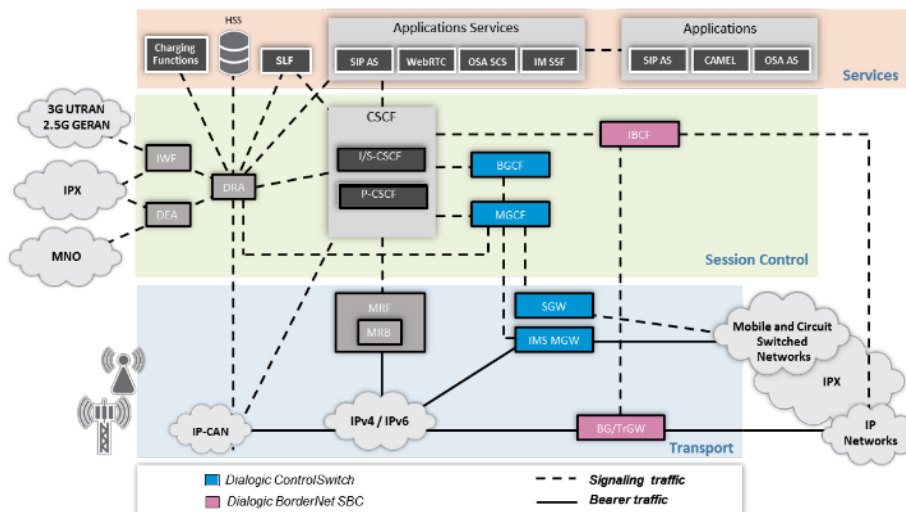 HSS
Applications Services
Applications
Charging
Functions
SLF
SIP AS
WebRTC
OSA SCS
IM SSF
SIP AS
CAMEL
OSA AS
Services
3G UTRAN
2.5G GERAN
CSCF
IBCF
IWF
I/S-CSCF
BGCF
IPX
DRA
P-CSCF
DEA
MGCF
MNO
Session Control
MRF
SGW
MRB
IMS MGW
Mobile and Circuit
Switched
Networks
IPX
IP-CAN
IPv4 / IPv6
BG/TrGW
IP
Networks
Transport
Dialogic ControlSwitch
Signaling traffic
Dialogic BorderNet SBC
Bearer traffic